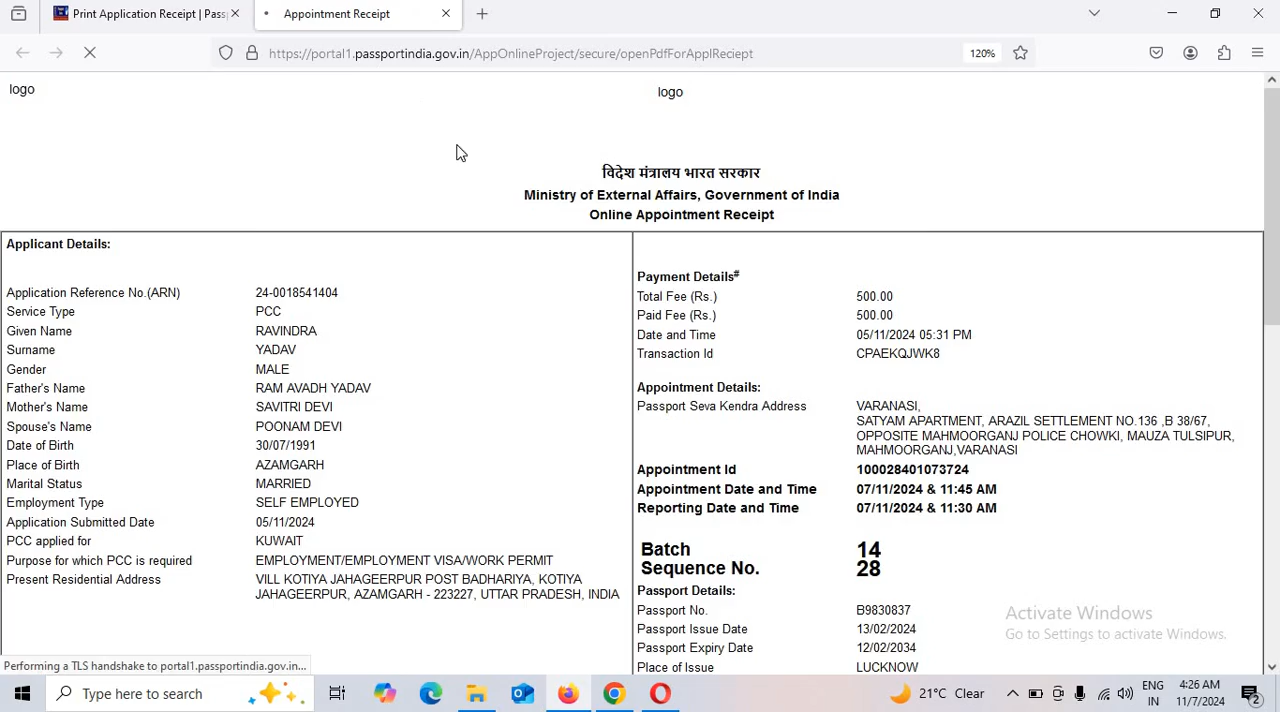 Print Application Receipt | Pass
Appointment Receipt
https://portal1.passportindia.gov.in/AppOnlineProject/secure/openPdfForApplReciept
120%
logo
logo
विदेश मंत्रालय भारत सरकार
Ministry of External Affairs, Government of India
Online Appointment Receipt
Applicant Details:
Application Reference No.(ARN) 24-0018541404
Service Type PCC
Given Name RAVINDRA
Surname YADAV
Gender MALE
Father's Name RAM AVADH YADAV
Mother's Name SAVITRI DEVI
Spouse's Name POONAM DEVI
Date of Birth 30/07/1991
Place of Birth AZAMGARH
Marital Status MARRIED
Employment Type SELF EMPLOYED
Application Submitted Date 05/11/2024
PCC applied for KUWAIT
Purpose for which PCC is required EMPLOYMENT/EMPLOYMENT VISA/WORK PERMIT
Present Residential Address VILL KOTIYA JAHAGEERPUR POST BADHARIYA, KOTIYA
JAHAGEERPUR, AZAMGARH - 223227, UTTAR PRADESH, INDIA
Payment Details#
Total Fee (Rs.) 500.00
Paid Fee (Rs.) 500.00
Date and Time 05/11/2024 05:31 PM
Transaction Id CPAEKQJWK8
Appointment Details:
Passport Seva Kendra Address VARANASI,
SATYAM APARTMENT, ARAZIL SETTLEMENT NO.136 ,B 38/67,
OPPOSITE MAHMOORGANJ POLICE CHOWKI, MAUZA TULSIPUR,
MAHMOORGANJ,VARANASI
Appointment Id 100028401073724
Appointment Date and Time 07/11/2024 & 11:45 AM
Reporting Date and Time 07/11/2024 & 11:30 AM
Batch 14
Sequence No. 28
Passport Details:
Passport No. B9830837
Passport Issue Date 13/02/2024
Passport Expiry Date 12/02/2034
Place of Issue LUCKNOW
Activate Windows
Go to Settings to activate Windows.
Performing a TLS handshake to portal1.passportindia.gov.in...
Type here to search
21°C Clear
ENG
IN
4:26 AM
11/7/2024
2